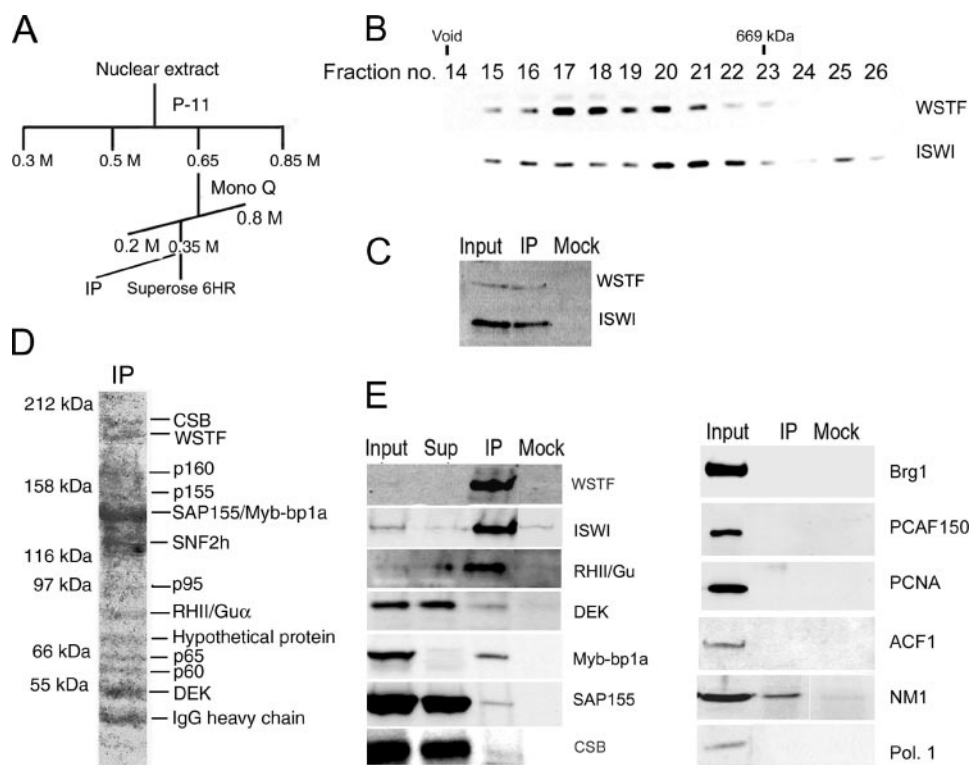 A
Nuclear extract
P-11
0.3 M
0.5 M
0.65
0.85 M
Mono Q
0.8 M
0.2 M
0.35 M
IP
Superose 6HR
B
Void
669 kDa
Fraction no. 14 15 16 17 18 19 20 21 22 23 24 25 26
WSTF
ISWI
C
Input IP Mock
WSTF
ISWI
D
IP
212 kDa
CSB
WSTF
p160
158 kDa
p155
SAP155/Myb-bp1a
SNF2h
116 kDa
97 kDa
p95
RHII/Guα
Hypothetical protein
66 kDa
p65
p60
55 kDa
DEK
IgG heavy chain
E
Input Sup IP Mock
WSTF
ISWI
RHII/Gu
DEK
Myb-bp1a
SAP155
CSB
Input IP Mock
Brg1
PCAF150
PCNA
ACF1
NM1
Pol. 1